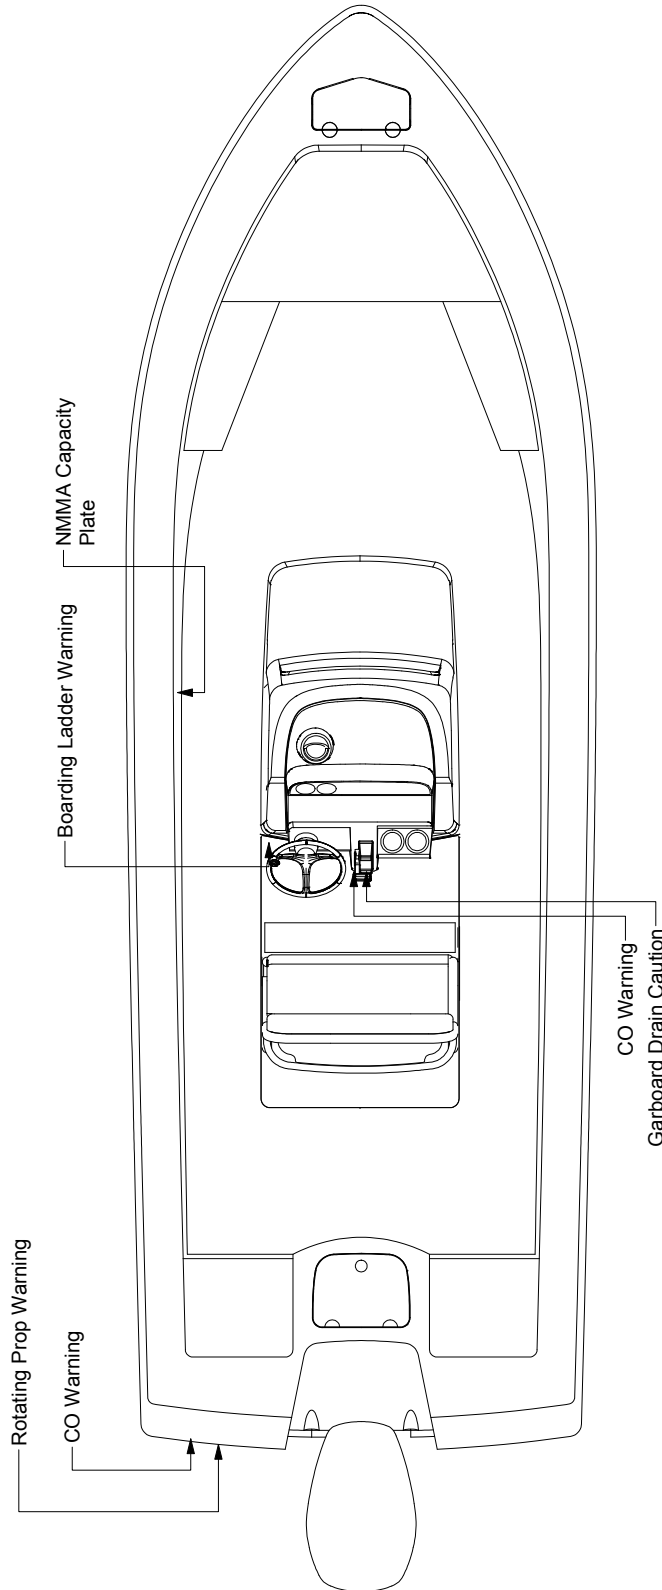 NMMA Capacity
Plate
Boarding Ladder Warning
Rotating Prop Warning
CO Warning
CO Warning
Garboard Drain Caution